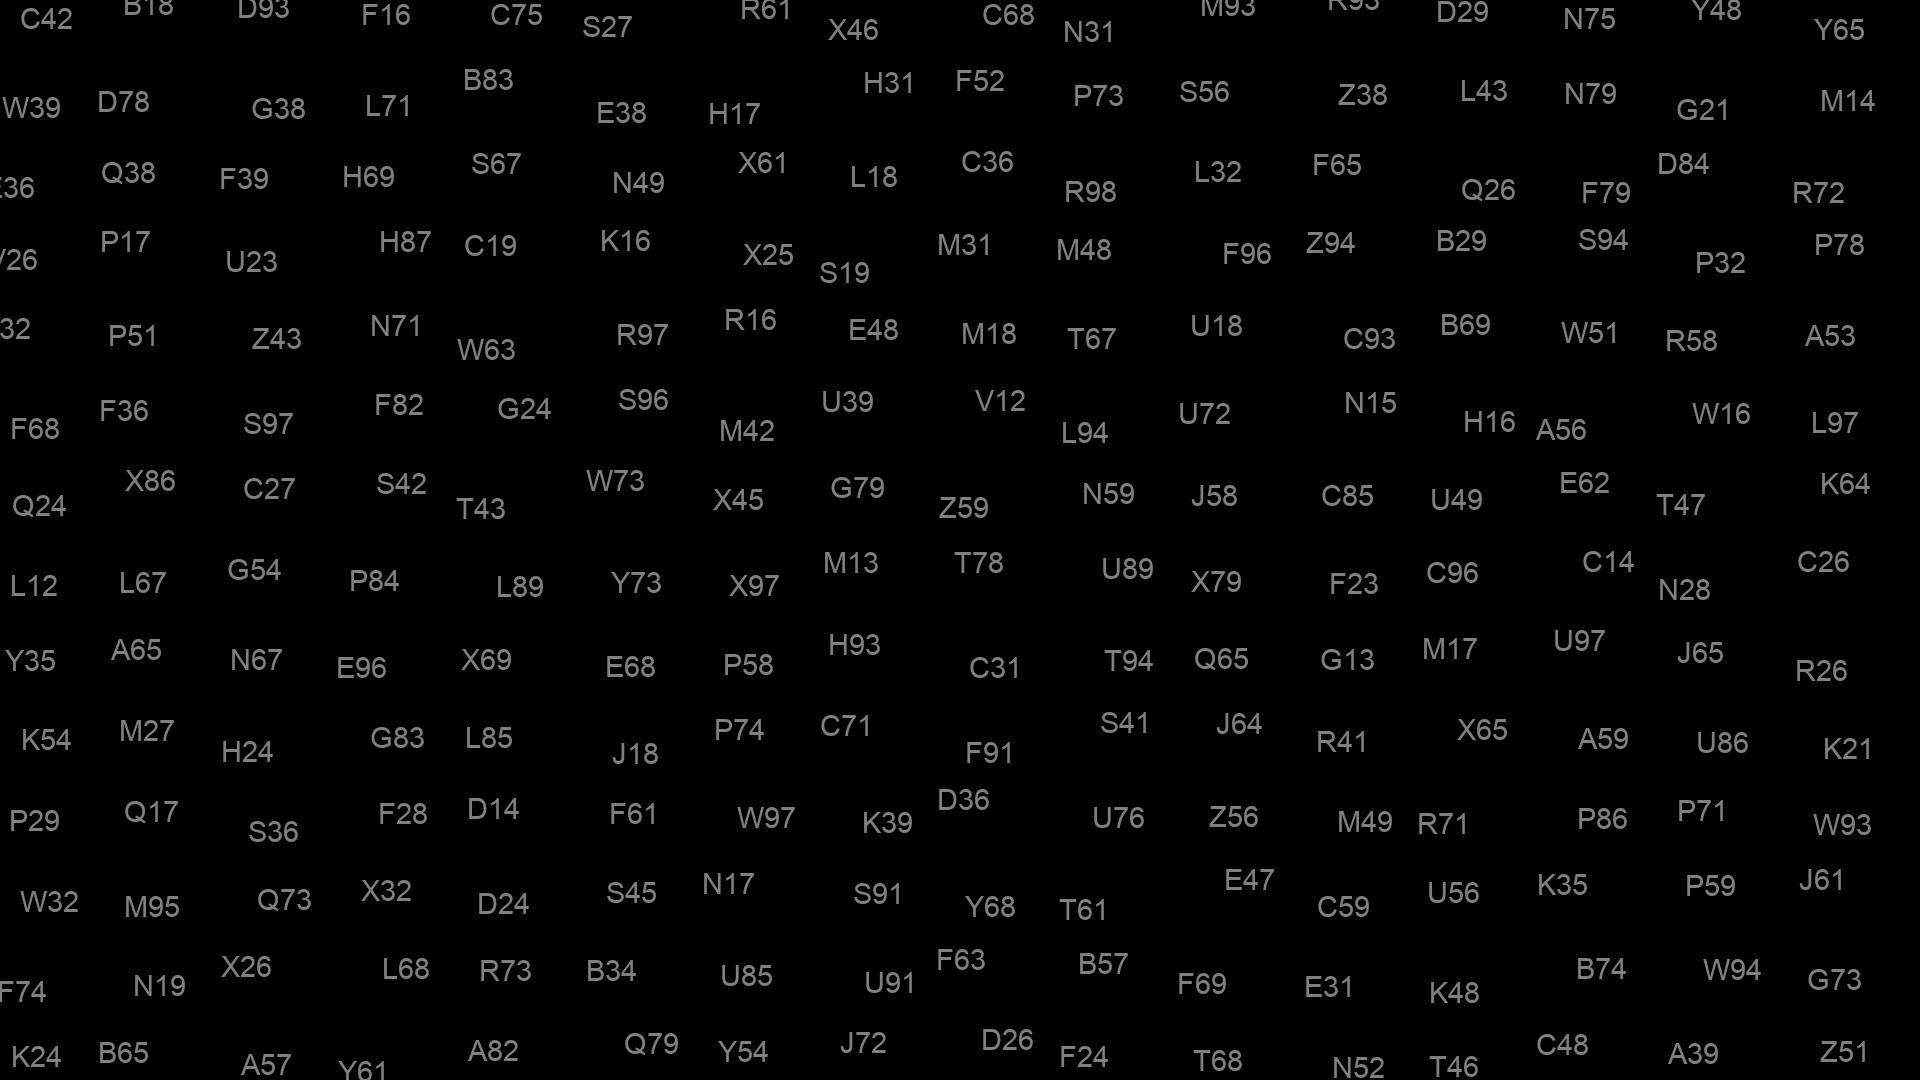 C42 B18 D93 F16 C75 S27 R61 X46 C68 N31 M93 R93 D29 N75 Y48 Y65
W39 D78 G38 L71 B83 E38 H17 H31 F52 P73 S56 Z38 L43 N79 G21 M14
E36 Q38 F39 H69 S67 N49 X61 L18 C36 R98 L32 F65 Q26 F79 D84 R72
P17 U23 H87 C19 K16 X25 S19 M31 M48 F96 Z94 B29 S94 P32 P78
P51 Z43 N71 W63 R97 R16 E48 M18 T67 U18 C93 B69 W51 R58 A53
F68 F36 S97 F82 G24 S96 M42 U39 V12 L94 U72 N15 H16 A56 W16 L97
Q24 X86 C27 S42 T43 W73 X45 G79 Z59 N59 J58 C85 U49 E62 T47 K64
L12 L67 G54 P84 L89 Y73 X97 M13 T78 U89 X79 F23 C96 C14 N28 C26
Y35 A65 N67 E96 X69 E68 P58 H93 C31 T94 Q65 G13 M17 U97 J65 R26
K54 M27 H24 G83 L85 J18 P74 C71 F91 S41 J64 R41 X65 A59 U86 K21
P29 Q17 S36 F28 D14 F61 W97 K39 D36 U76 Z56 M49 R71 P86 P71 W93
W32 M95 Q73 X32 D24 S45 N17 S91 Y68 T61 E47 C59 U56 K35 P59 J61
F74 N19 X26 L68 R73 B34 U85 U91 F63 B57 F69 E31 K48 B74 W94 G73
K24 B65 A57 Y61 A82 Q79 Y54 J72 D26 F24 T68 N52 T46 C48 A39 Z51